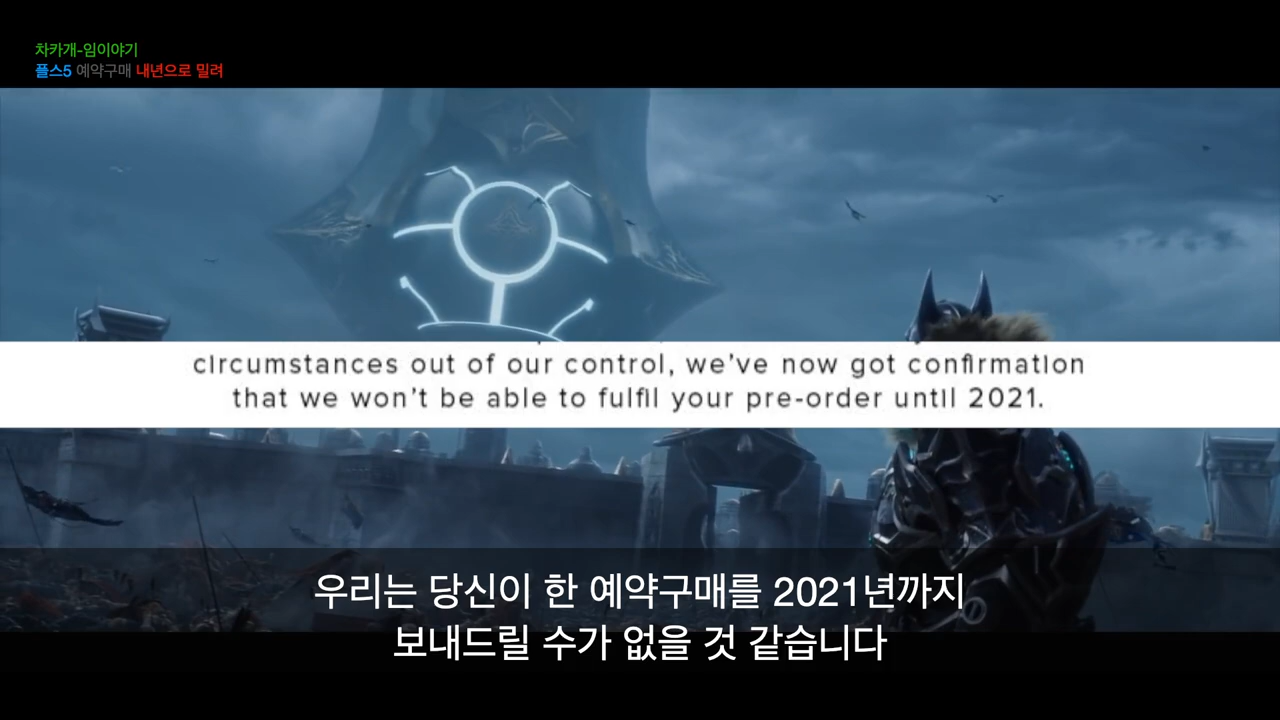 차카개-임이야기
플스5 예약구매 내년으로 밀려
circumstances out of our control, we've now got confirmation
that we won't be able to fulfil your pre-order until 2021.
우리는 당신이 한 예약구매를 2021년까지
보내드릴 수가 없을 것 같습니다